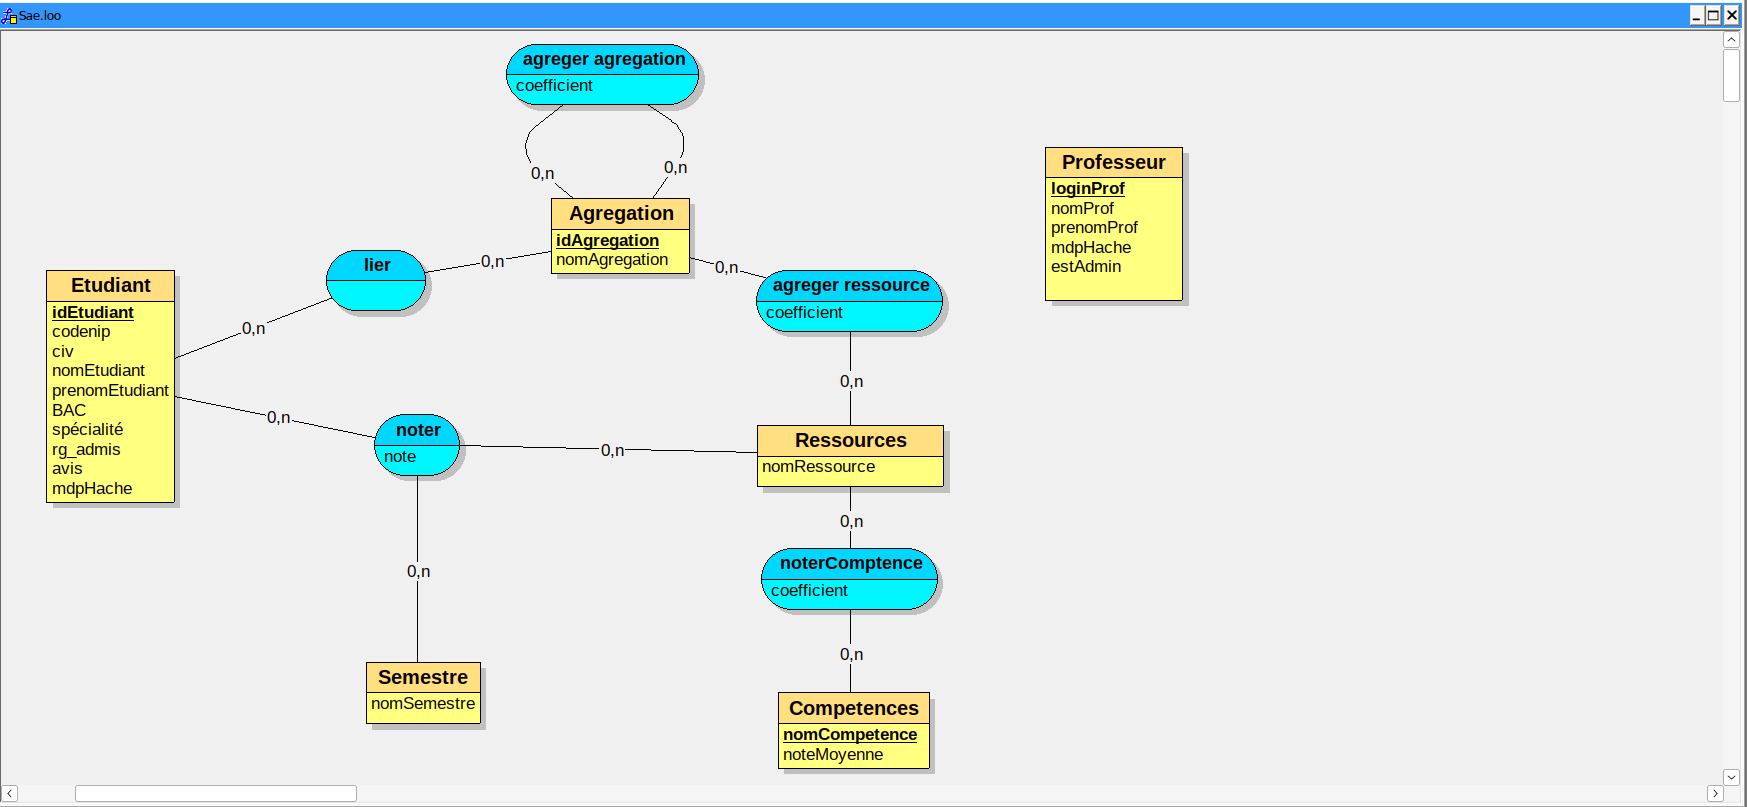 Sae.loo
agreger agregation
coefficient
0,n
0,n
Agregation
idAgregation
nomAgregation
Professeur
loginProf
nomProf
prenomProf
mdpHache
estAdmin
lier
0,n
0,n
agreger ressource
coefficient
Etudiant
idEtudiant
codenip
civ
nomEtudiant
prenomEtudiant
BAC
spécialité
rg_admis
avis
mdpHache
0,n
0,n
0,n
noter
note
0,n
Ressources
nomRessource
0,n
noterComptence
coefficient
0,n
0,n
Semestre
nomSemestre
Competences
nomCompetence
noteMoyenne